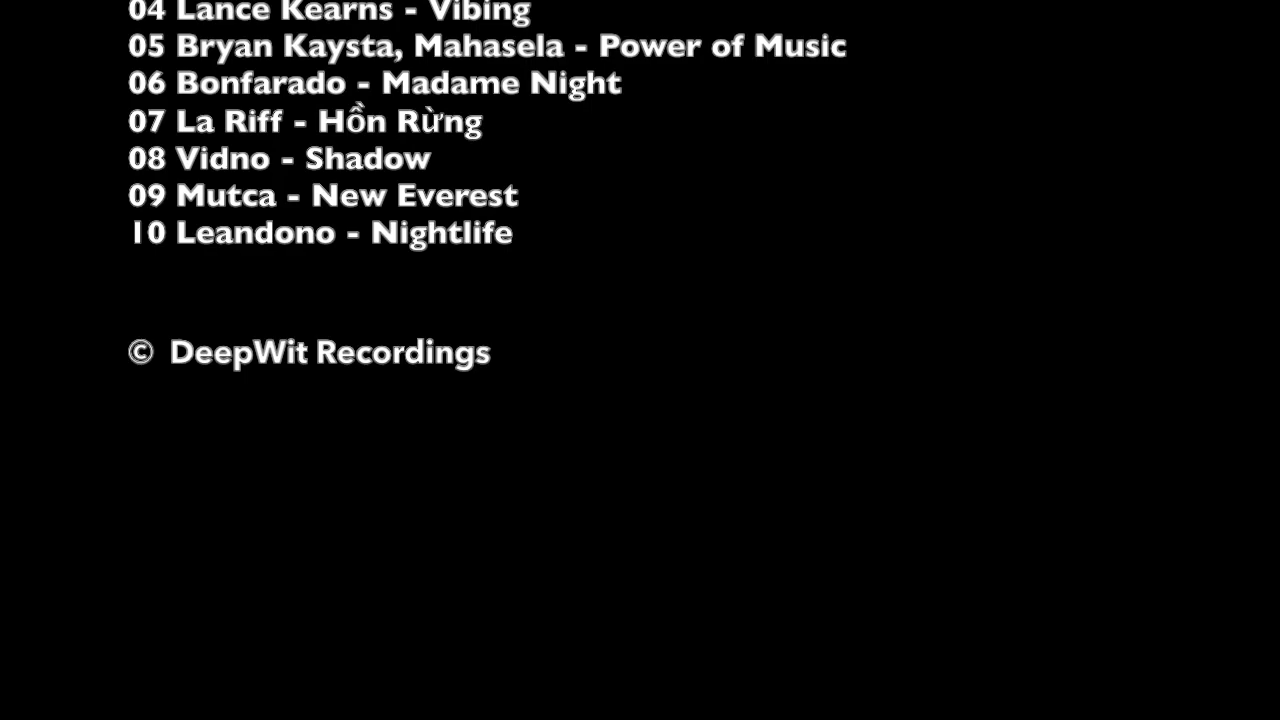 04 Lance Kearns - Vibing
05 Bryan Kaysta, Mahasela - Power of Music
06 Bonfarado - Madame Night
07 La Riff - Hồn Rừng
08 Vidno - Shadow
09 Mutca - New Everest
10 Leandono - Nightlife
© DeepWit Recordings